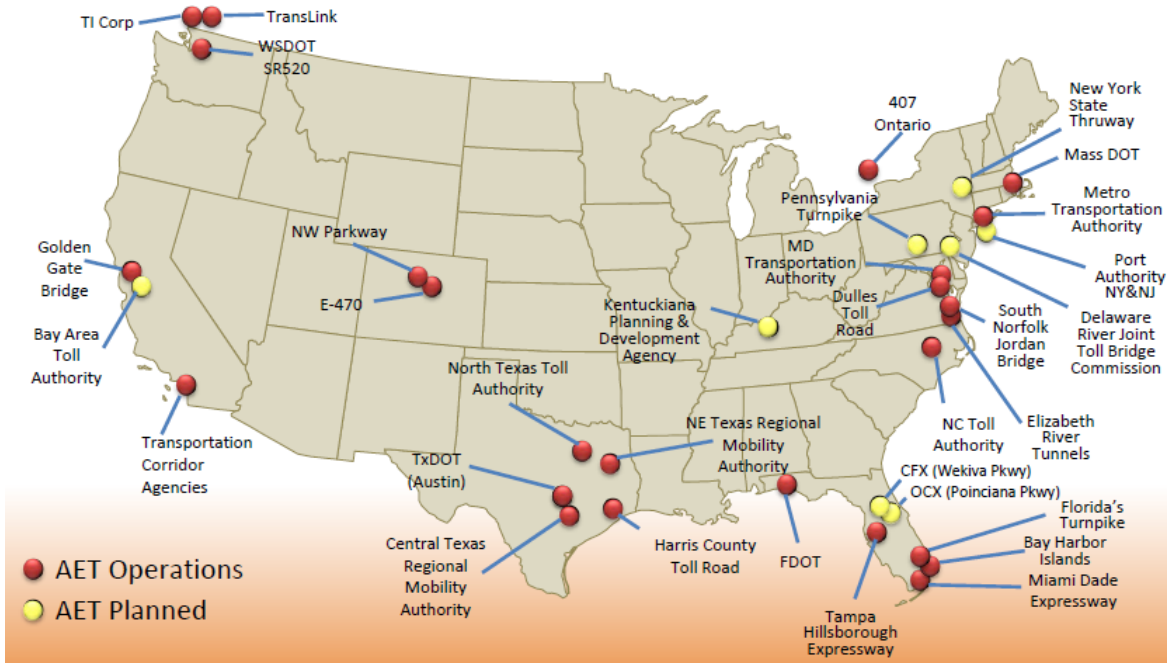 TI Corp
TransLink
WSDOT
SR520
New York
State
Thruway
407
Ontario
Mass DOT
Pennsylvania
Turnpike
Metro
Transportation
Authority
NW Parkway
MD
Transportation
Authority
Golden
Gate
Bridge
Port
Authority
NY&NJ
E-470
Dulles
Toll
Road
Kentuckiana
Planning &
Development
Agency
South
Norfolk
Jordan
Bridge
Delaware
River Joint
Toll Bridge
Commission
Bay Area
Toll
Authority
North Texas Toll
Authority
Transportation
Corridor
Agencies
NE Texas Regional
Mobility
Authority
NC Toll
Authority
Elizabeth
River
Tunnels
TxDOT
(Austin)
CFX (Wekiva Pkwy)
OCX (Poinciana Pkwy)
Florida's
Turnpike
Central Texas
Regional
Mobility
Authority
Harris County
Toll Road
FDOT
Bay Harbor
Islands
Miami Dade
Expressway
Tampa
Hillsborough
Expressway
AET Operations
AET Planned